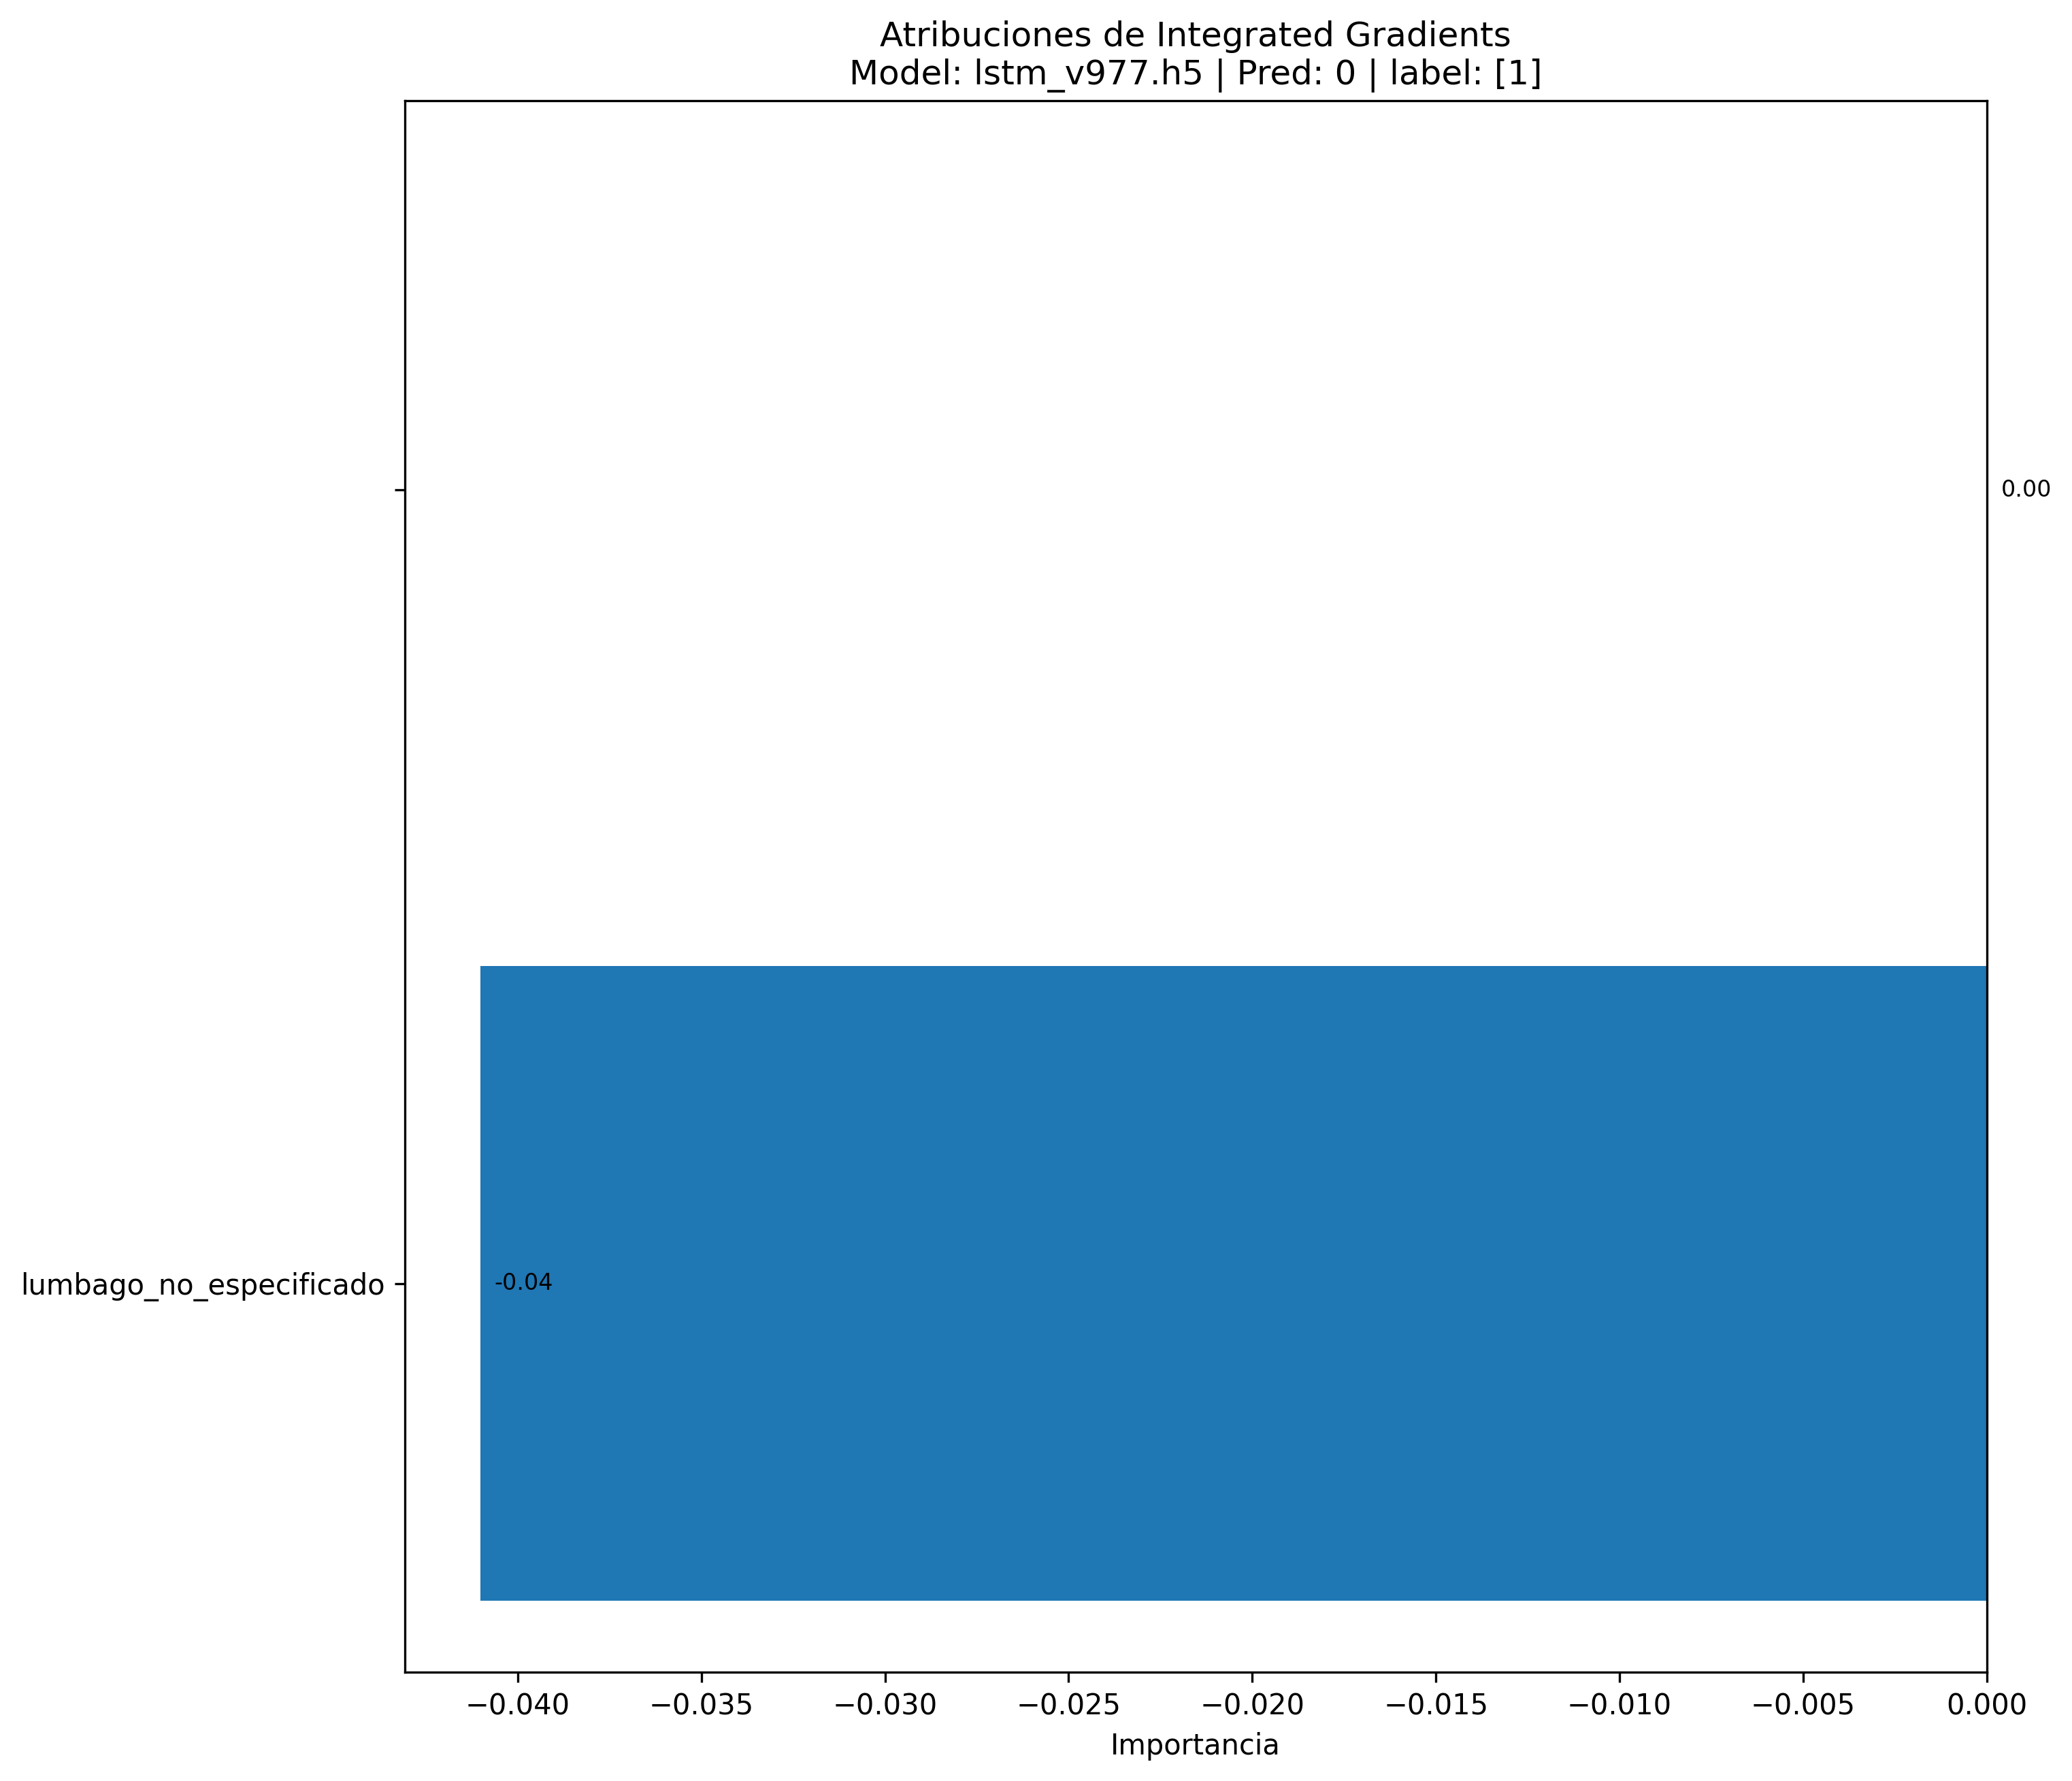 Atribuciones de Integrated Gradients
Model: lstm_v977.h5 | Pred: 0 | label: [1]
0.00
lumbago_no_especificado
-0.04
−0.040 −0.035 −0.030 −0.025 −0.020 −0.015 −0.010 −0.005 0.000
Importancia